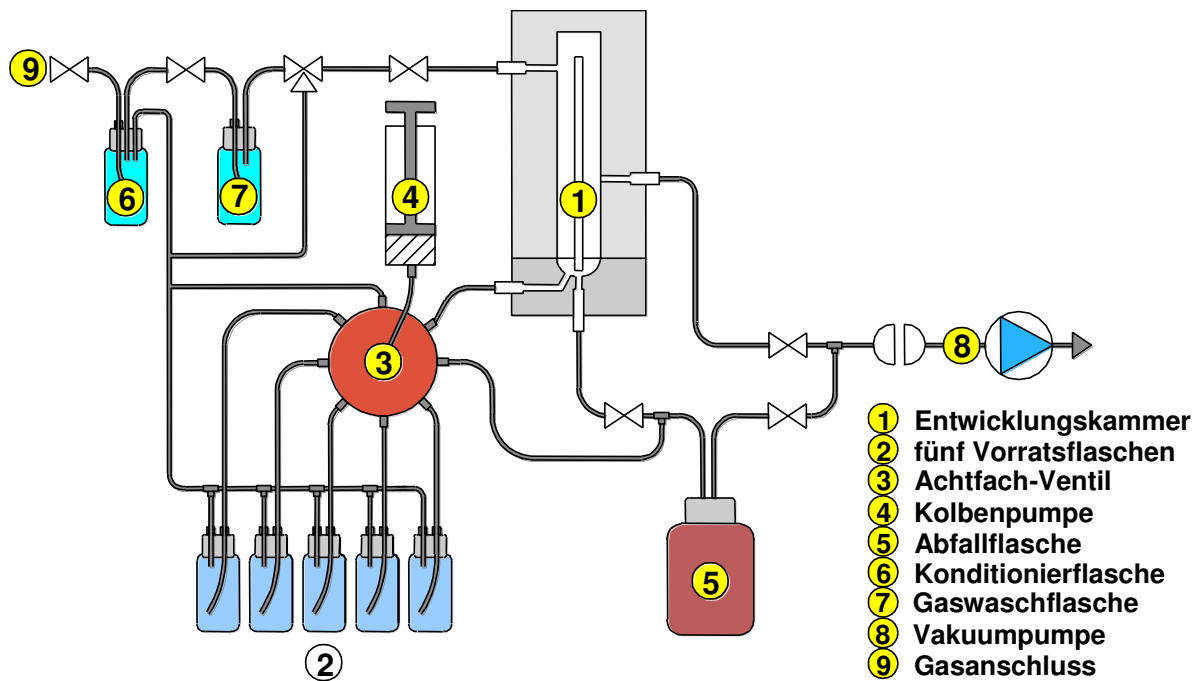 9
4
6
7
1
3
8
5
2
1 Entwicklungskammer
2 fünf Vorratsflaschen
3 Achtfach-Ventil
4 Kolbenpumpe
5 Abfallflasche
6 Konditionierflasche
7 Gaswaschflasche
8 Vakuumpumpe
9 Gasanschluss